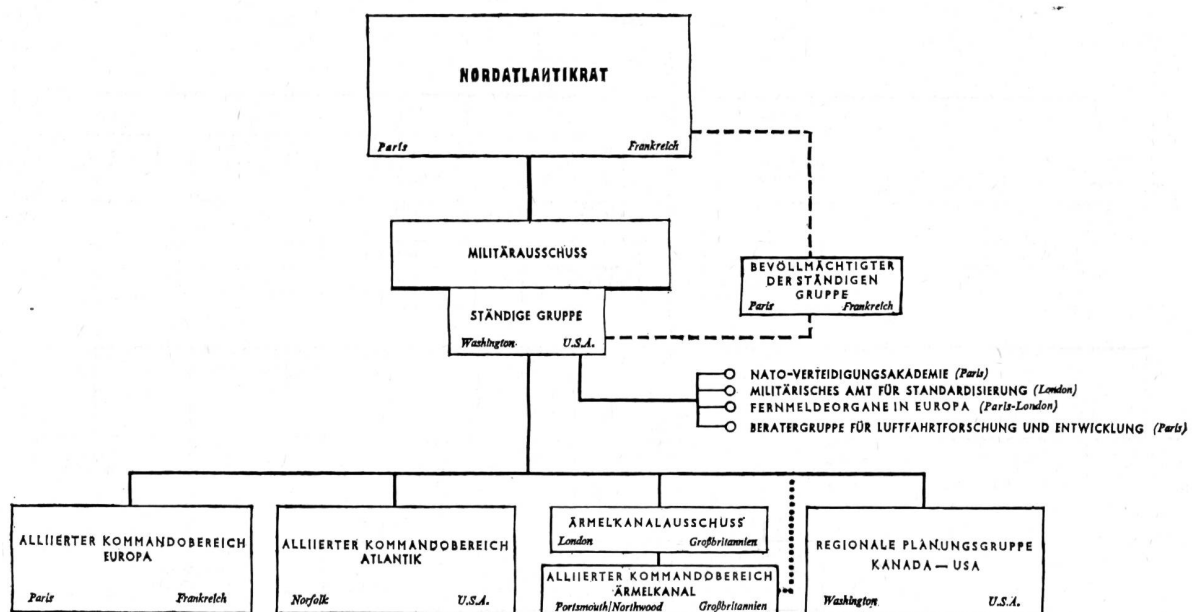 NORDATLANTIKRAT
Paris Frankreich
MILITÄRAUSSCHUSS
STÄNDIGE GRUPPE
Washington U.S.A.
BEVÖLLMÄCHTIGTER
DER STÄNDIGEN
GRUPPE
Paris Frankreich
NATO-VERTEIDIGUNGSAKADEMIE (Paris)
MILITÄRISCHES AMT FÜR STANDARDISIERUNG (London)
FERNMELDEORGANE IN EUROPA (Paris-London)
BERATERGRUPPE FÜR LUFTFAHRTFORSCHUNG UND ENTWICKLUNG (Paris)
ALLIIERTER KOMMANDOBEREICH
EUROPA
Paris Frankreich
ALLIIERTER KOMMANDOBEREICH
ATLANTIK
Norfolk U.S.A.
ÄRMELKANALAUSSCHUSS
London Großbritannien
ALLIIERTER KOMMANDOBEREICH
ÄRMELKANAL
Portsmouth/Northwood Großbritannien
REGIONALE PLANUNGSGRUPPE
KANADA — USA
Washington U.S.A.